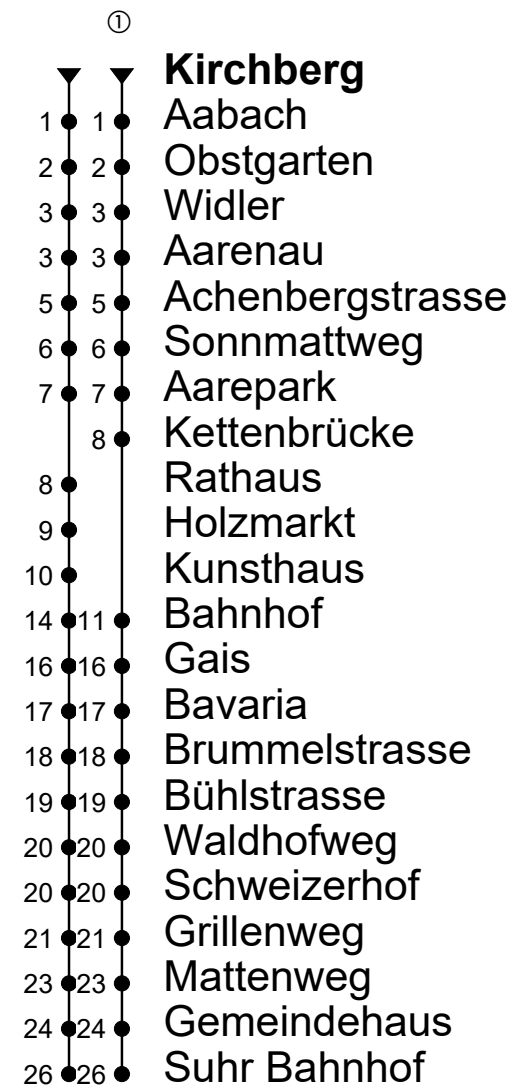 ①
Kirchberg
1 1 Aabach
2 2 Obstgarten
3 3 Widler
3 3 Aarenau
5 5 Achenbergstrasse
6 6 Sonnmattweg
7 7 Aarepark
8 Kettenbrücke
8 Rathaus
9 Holzmarkt
10 Kunsthaus
14 11 Bahnhof
16 16 Gais
17 17 Bavaria
18 18 Brummelstrasse
19 19 Bühlstrasse
20 20 Waldhofweg
20 20 Schweizerhof
21 21 Grillenweg
23 23 Mattenweg
24 24 Gemeindehaus
26 26 Suhr Bahnhof